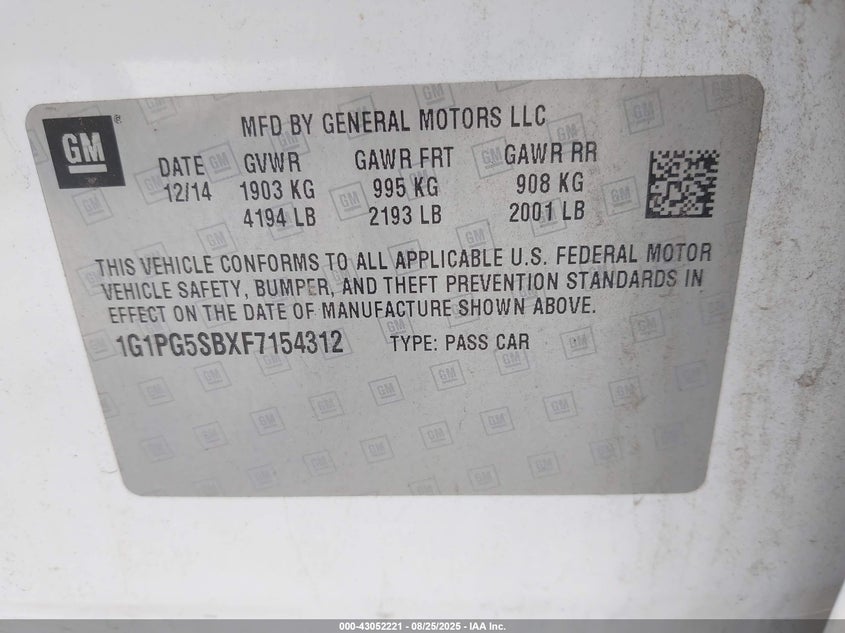 GM ®
MFD BY GENERAL MOTORS LLC
DATE GVWR GAWR FRT GAWR RR
12/14 1903 KG 995 KG 908 KG
4194 LB 2193 LB 2001 LB
THIS VEHICLE CONFORMS TO ALL APPLICABLE U.S. FEDERAL MOTOR
VEHICLE SAFETY, BUMPER, AND THEFT PREVENTION STANDARDS IN
EFFECT ON THE DATE OF MANUFACTURE SHOWN ABOVE.
1G1PG5SBXF7154312 TYPE: PASS CAR
000-43052221 - 08/25/2025 - IAA Inc.